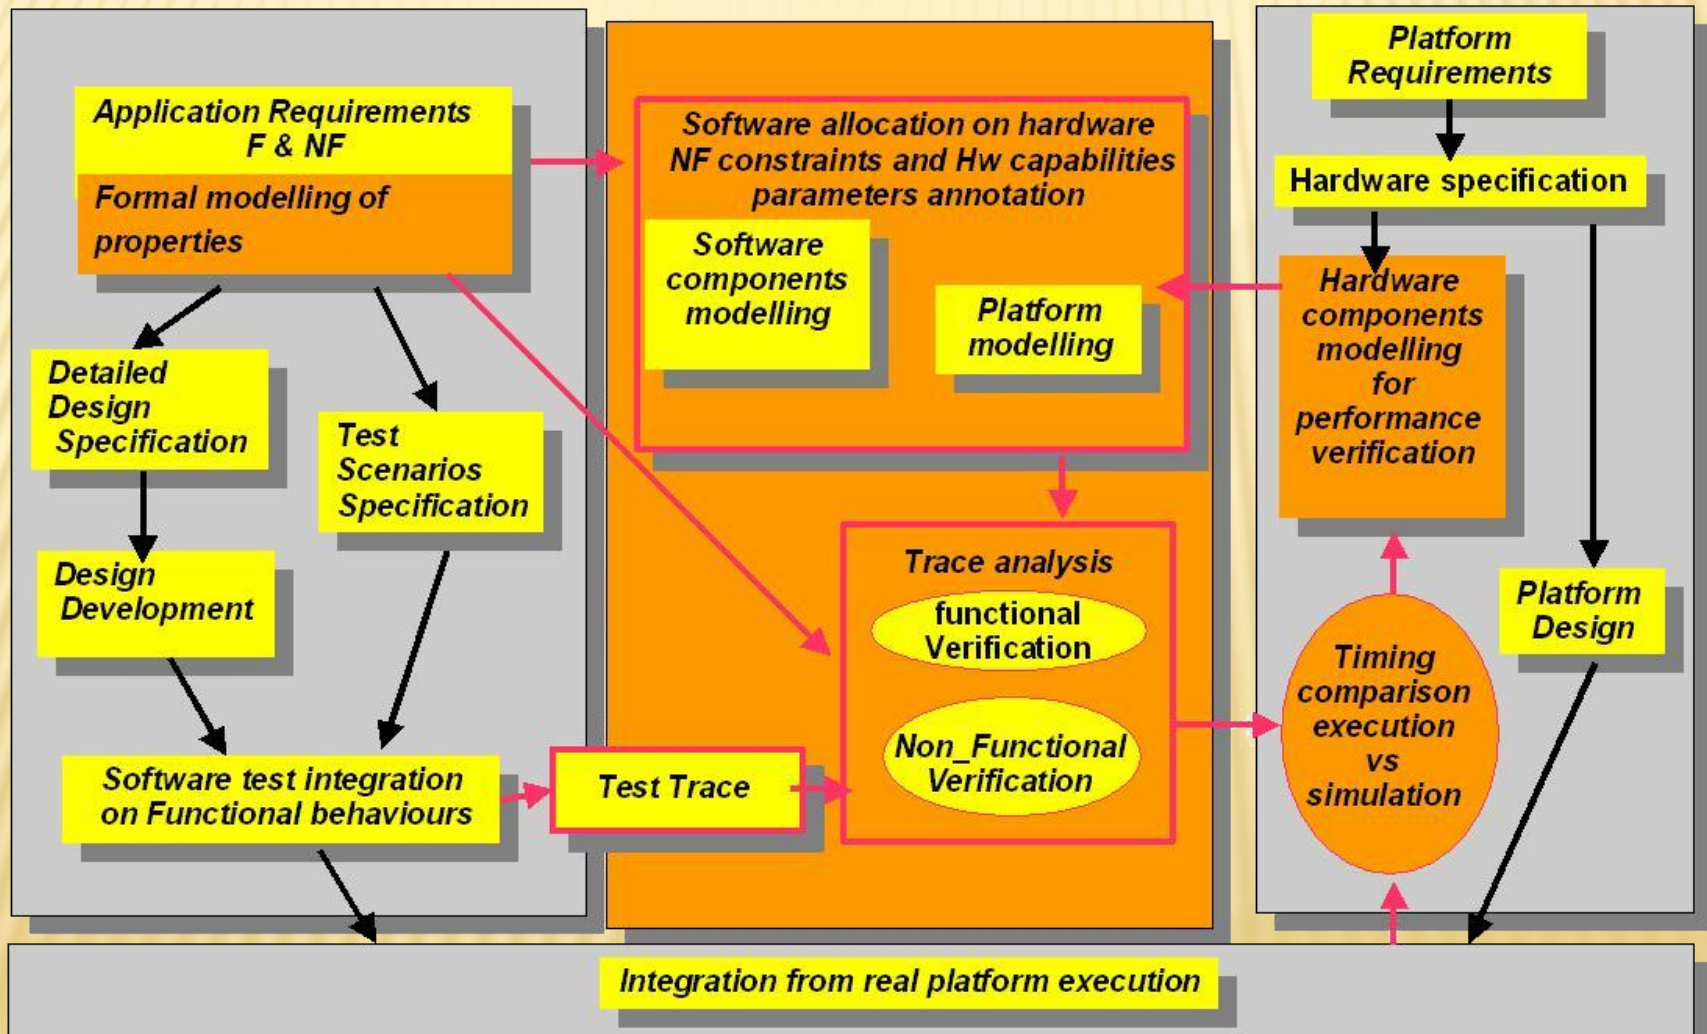 Application Requirements
F & NF
Formal modelling of
properties
Detailed
Design
Specification
Test
Scenarios
Specification
Design
Development
Software test integration
on Functional behaviours
Test Trace
Software allocation on hardware
NF constraints and Hw capabilities
parameters annotation
Software
components
modelling
Platform
modelling
Trace analysis
functional
Verification
Non_Functional
Verification
Platform
Requirements
Hardware specification
Hardware
components
modelling
for
performance
verification
Platform
Design
Timing
comparison
execution
vs
simulation
Integration from real platform execution